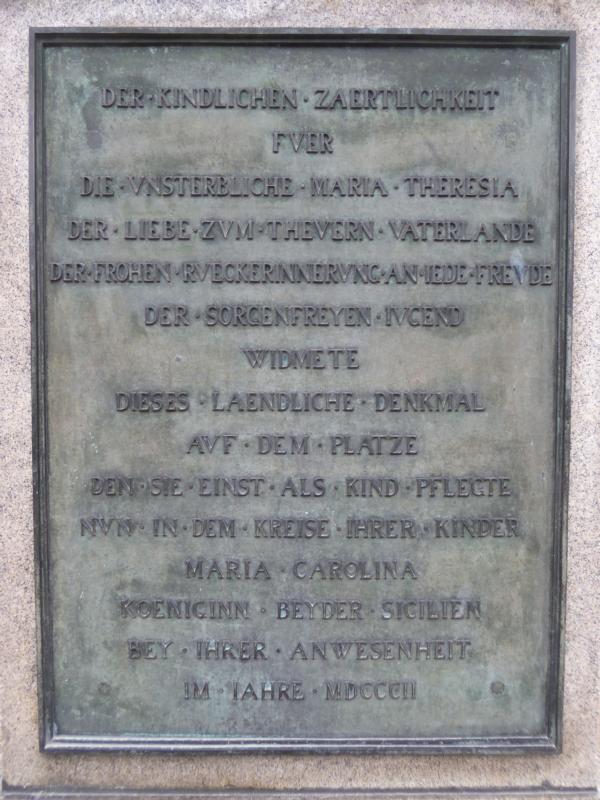 DER·KINDLICHEN·ZAERTLICHKEIT
FVER
DIE·VNSTERBLICHE·MARIA·THERESIA
DER·LIEBE·ZVM·THEVERN·VATERLANDE
DER·FROHEN·RVECKERINNERVNG·AN·IEDE·FREVDE
DER·SORGENFREYEN·IVGEND
WIDMETE
DIESES·LAENDLICHE·DENKMAL
AVF·DEM·PLATZE
DEN·SIE·EINST·ALS·KIND·PFLEGTE
NVN·IN·DEM·KREISE·IHRER·KINDER
MARIA·CAROLINA
KOENIGINN·BEYDER·SICILIEN
BEY·IHRER·ANWESENHEIT
IM·IAHRE·MDCCCII